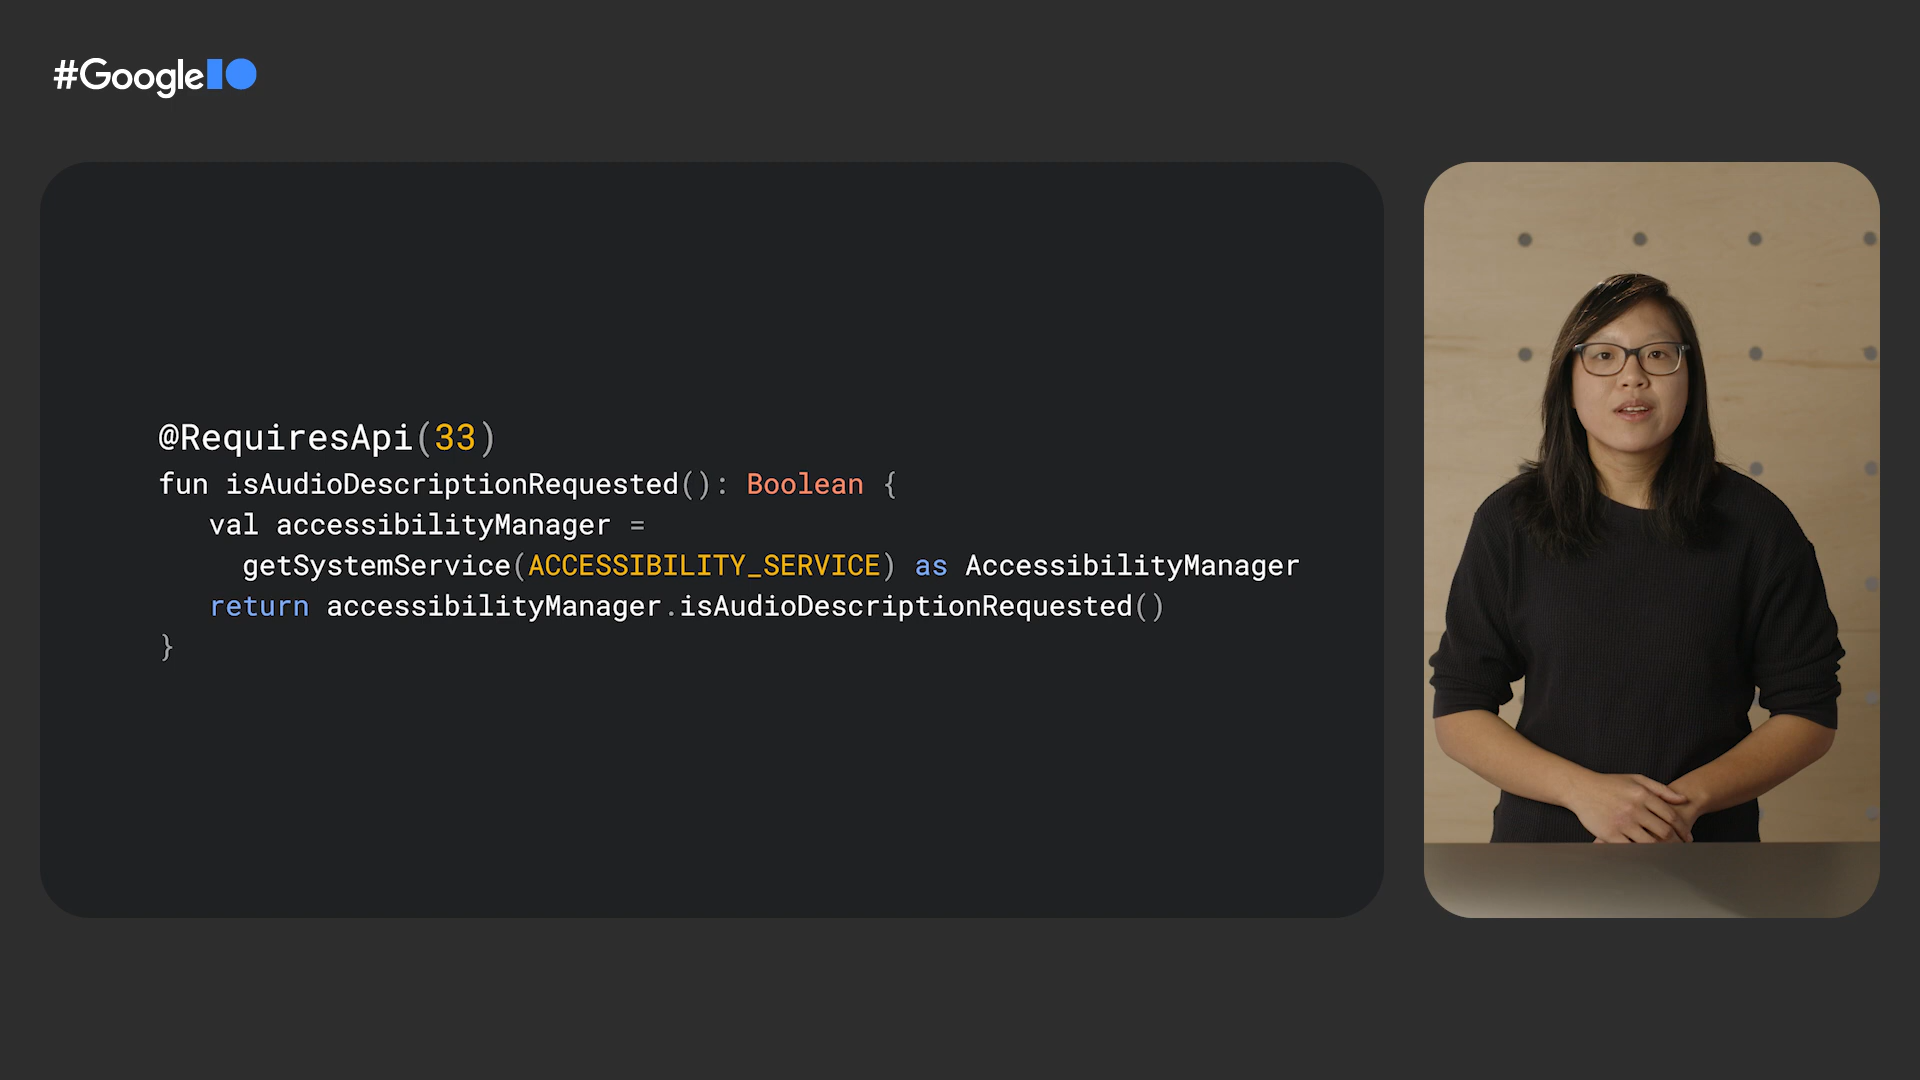 #GoogleIO
@RequiresApi(33)
fun isAudioDescriptionRequested(): Boolean {
val accessibilityManager =
getSystemService(ACCESSIBILITY_SERVICE) as AccessibilityManager
return accessibilityManager.isAudioDescriptionRequested()
}